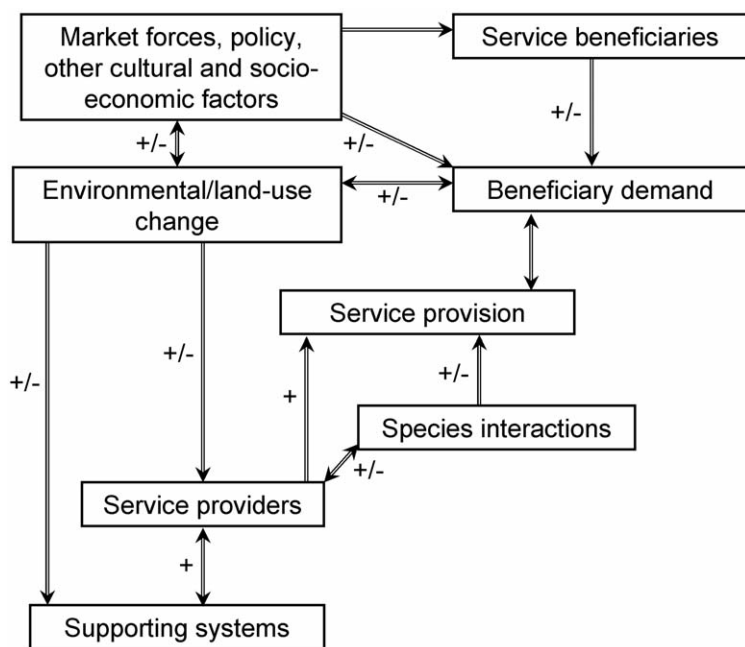 Market forces, policy,
other cultural and socio-
economic factors
Service beneficiaries
+/-
+/-
+/-
Environmental/land-use
change
+/-
Beneficiary demand
Service provision
+/-
+/-
+
+/-
Species interactions
+/-
Service providers
+
Supporting systems